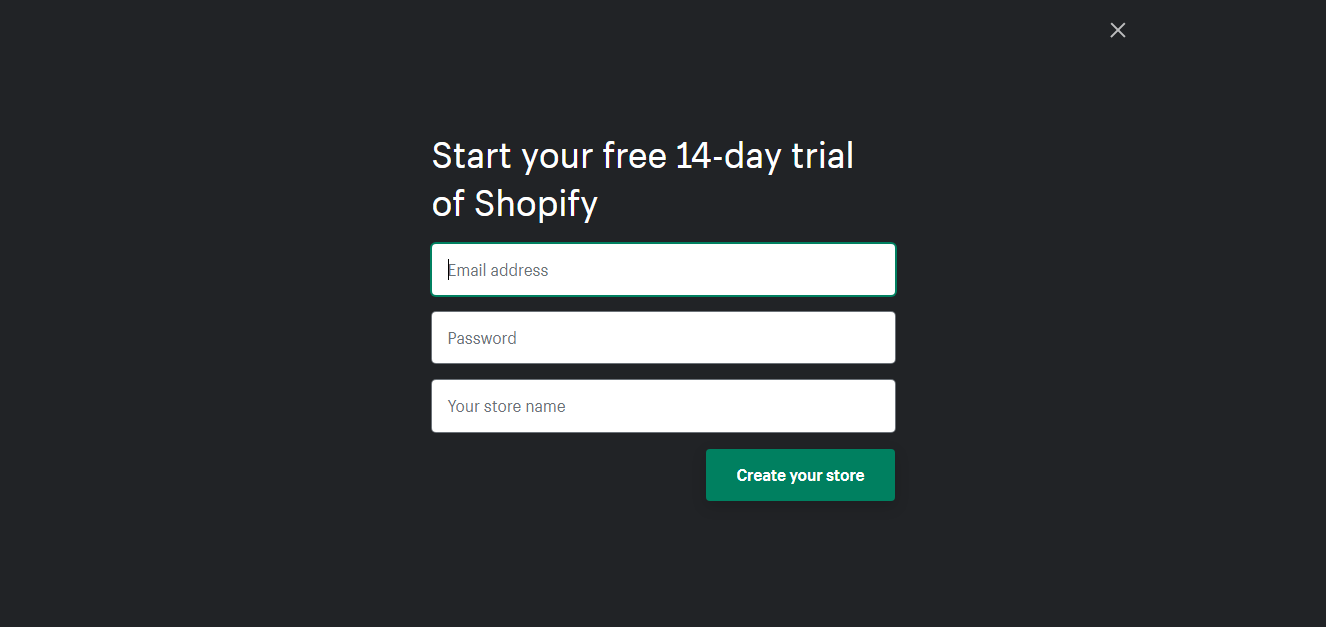 Start your free 14-day trial
of Shopify
Email address
Password
Your store name
Create your store